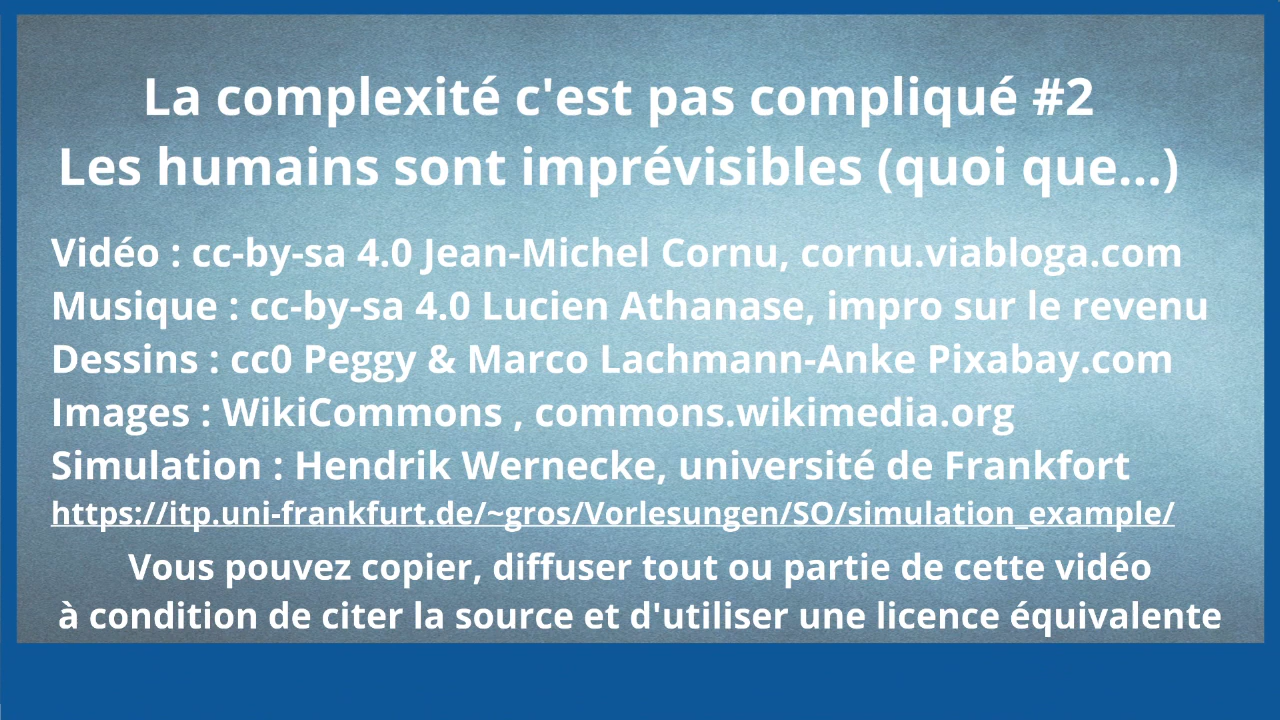 La complexité c'est pas compliqué #2
Les humains sont imprévisibles (quoi que...)
Vidéo : cc-by-sa 4.0 Jean-Michel Cornu, cornu.viabloga.com
Musique : cc-by-sa 4.0 Lucien Athanase, impro sur le revenu
Dessins : cc0 Peggy & Marco Lachmann-Anke Pixabay.com
Images : WikiCommons , commons.wikimedia.org
Simulation : Hendrik Wernecke, université de Frankfort
https://itp.uni-frankfurt.de/~gros/Vorlesungen/SO/simulation_example/
Vous pouvez copier, diffuser tout ou partie de cette vidéo
à condition de citer la source et d'utiliser une licence équivalente